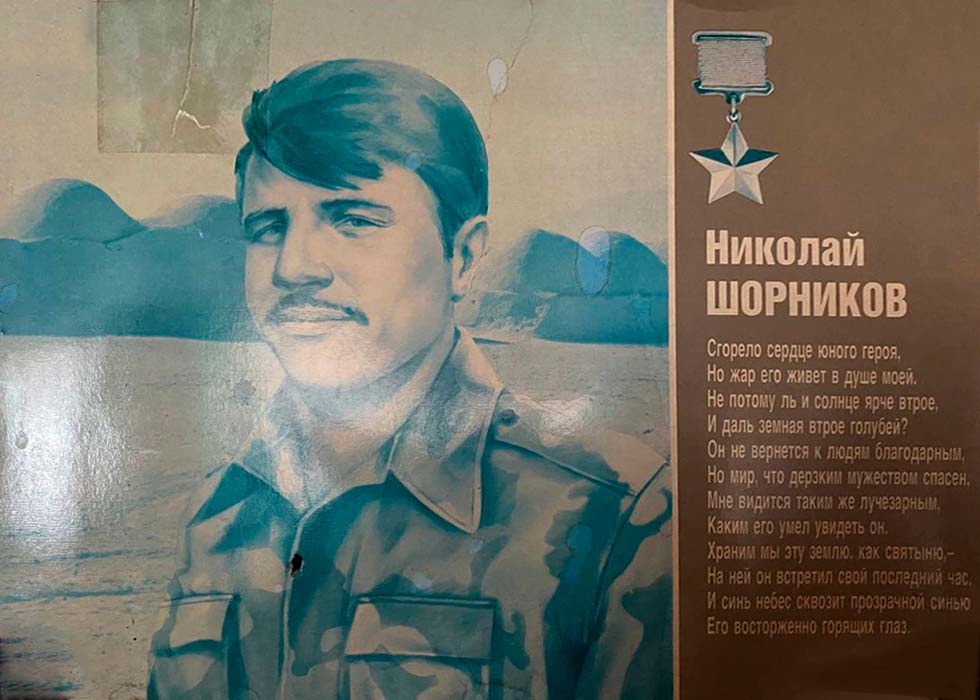 Николай
ШОРНИКОВ
Сгорело сердце юного героя,
Но жар его живет в душе моей.
Не потому ль и солнце ярче втрое,
И даль земная втрое голубей?
Он не вернется к людям благодарным,
Но мир, что дерзким мужеством спасен,
Мне видится таким же лучезарным,
Каким его умел увидеть он.
Храним мы эту землю, как святыню,–
На ней он встретил свой последний час,
И синь небес сквозит прозрачной синью
Его восторженно горящих глаз.